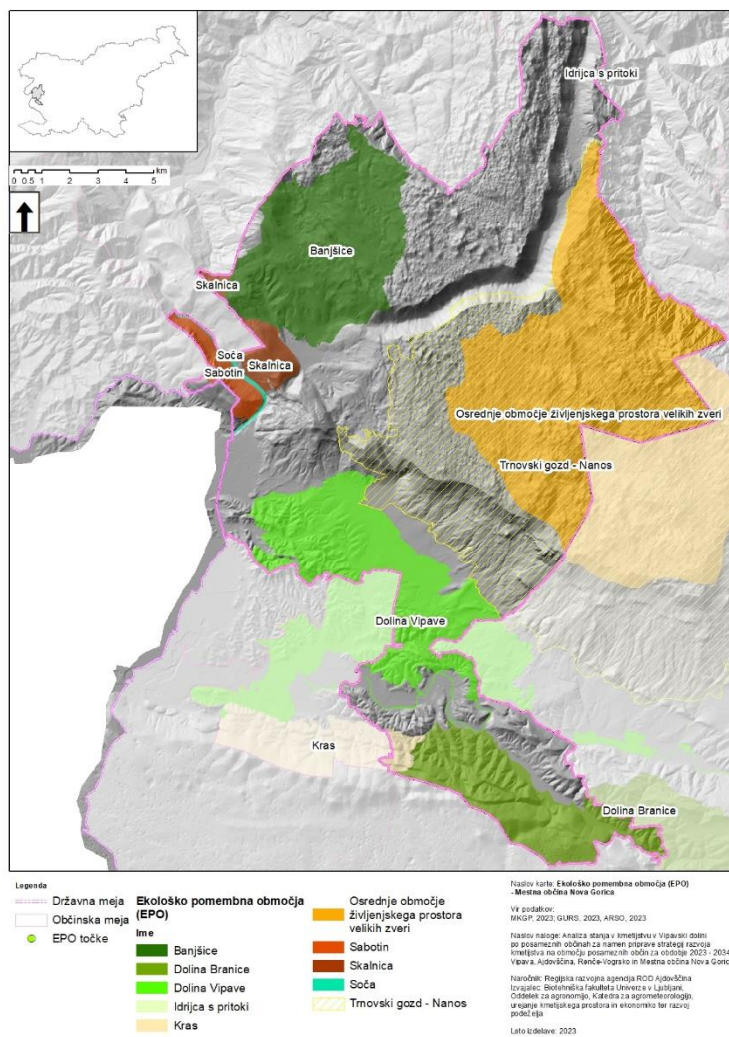 Idrijca s pritoki
km
0 0.5 1 2 3 4 5
Banjšice
Skalnica
Soča
Skalnica
Sabotin
Osrednje območje življenjskega prostora velikih zveri
Trnovski gozd - Nanos
Dolina Vipave
Kras
Dolina Branice
Legenda
Državna meja
Občinska meja
EPO točke
Ekološko pomembna območja
(EPO)
Ime
Banjšice
Dolina Branice
Dolina Vipave
Idrijca s pritoki
Kras
Osrednje območje
življenjskega prostora
velikih zveri
Sabotin
Skalnica
Soča
Trnovski gozd - Nanos
Naslov karte: Ekološko pomembna območja (EPO)
- Mestna občina Nova Gorica
Vir podatkov:
MKGP, 2023; GURS, 2023, ARSO, 2023
Naslov naloge: Analiza stanja v kmetijstvu v Vipavski dolini
po posameznih občinah za namen priprave strategij razvoja
kmetijstva na območju posameznih občin za obdobje 2023 - 2034
Vipava, Ajdovščina, Renče-Vogrsko in Mestna občina Nova Goric
Naročnik: Regijska razvojna agencija ROD Ajdovščina
Izvajalec: Biotehniška fakulteta Univerze v Ljubljani,
Oddelek za agronomijo, Katedra za agrometeorologijo,
urejanje kmetijskega prostora in ekonomiko ter razvoj
podeželja
Leto izdelave: 2023